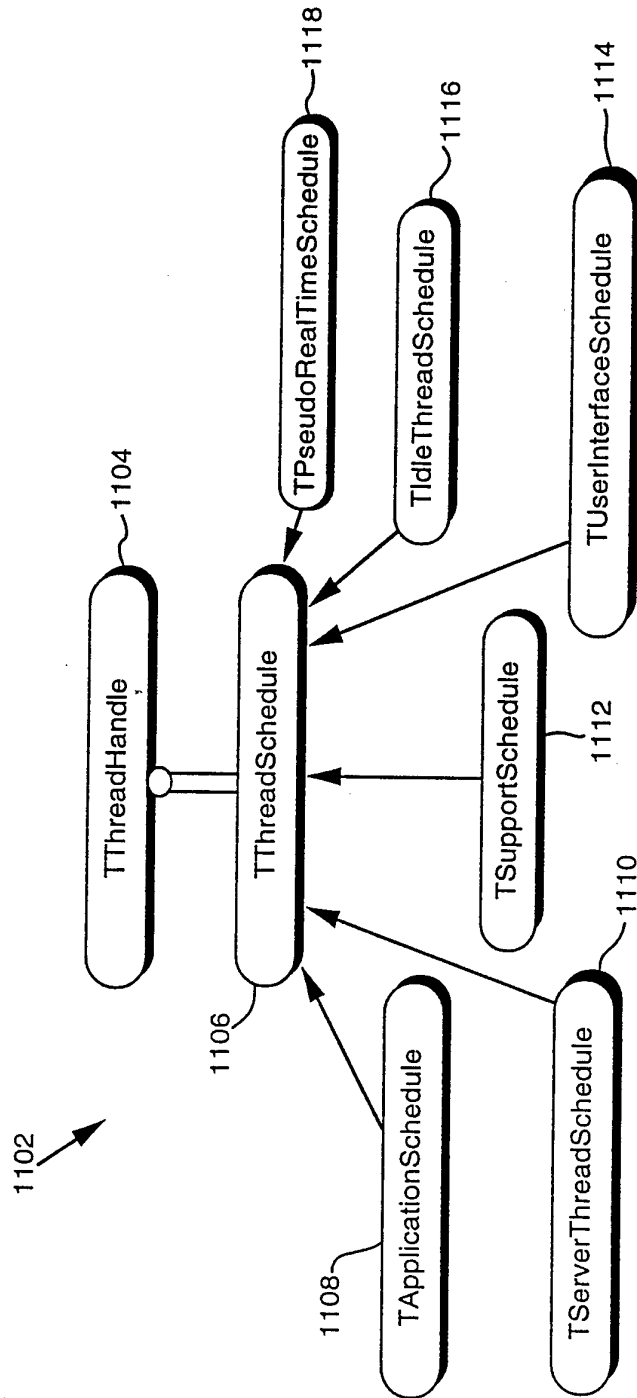 1102
TThreadHandle
1104
1106
TThreadSchedule
TPseudoRealTimeSchedule
1118
TIdleThreadSchedule
1116
1108
TApplicationSchedule
TSupportSchedule
1112
TServerThreadSchedule
1110
TUserInterfaceSchedule
1114